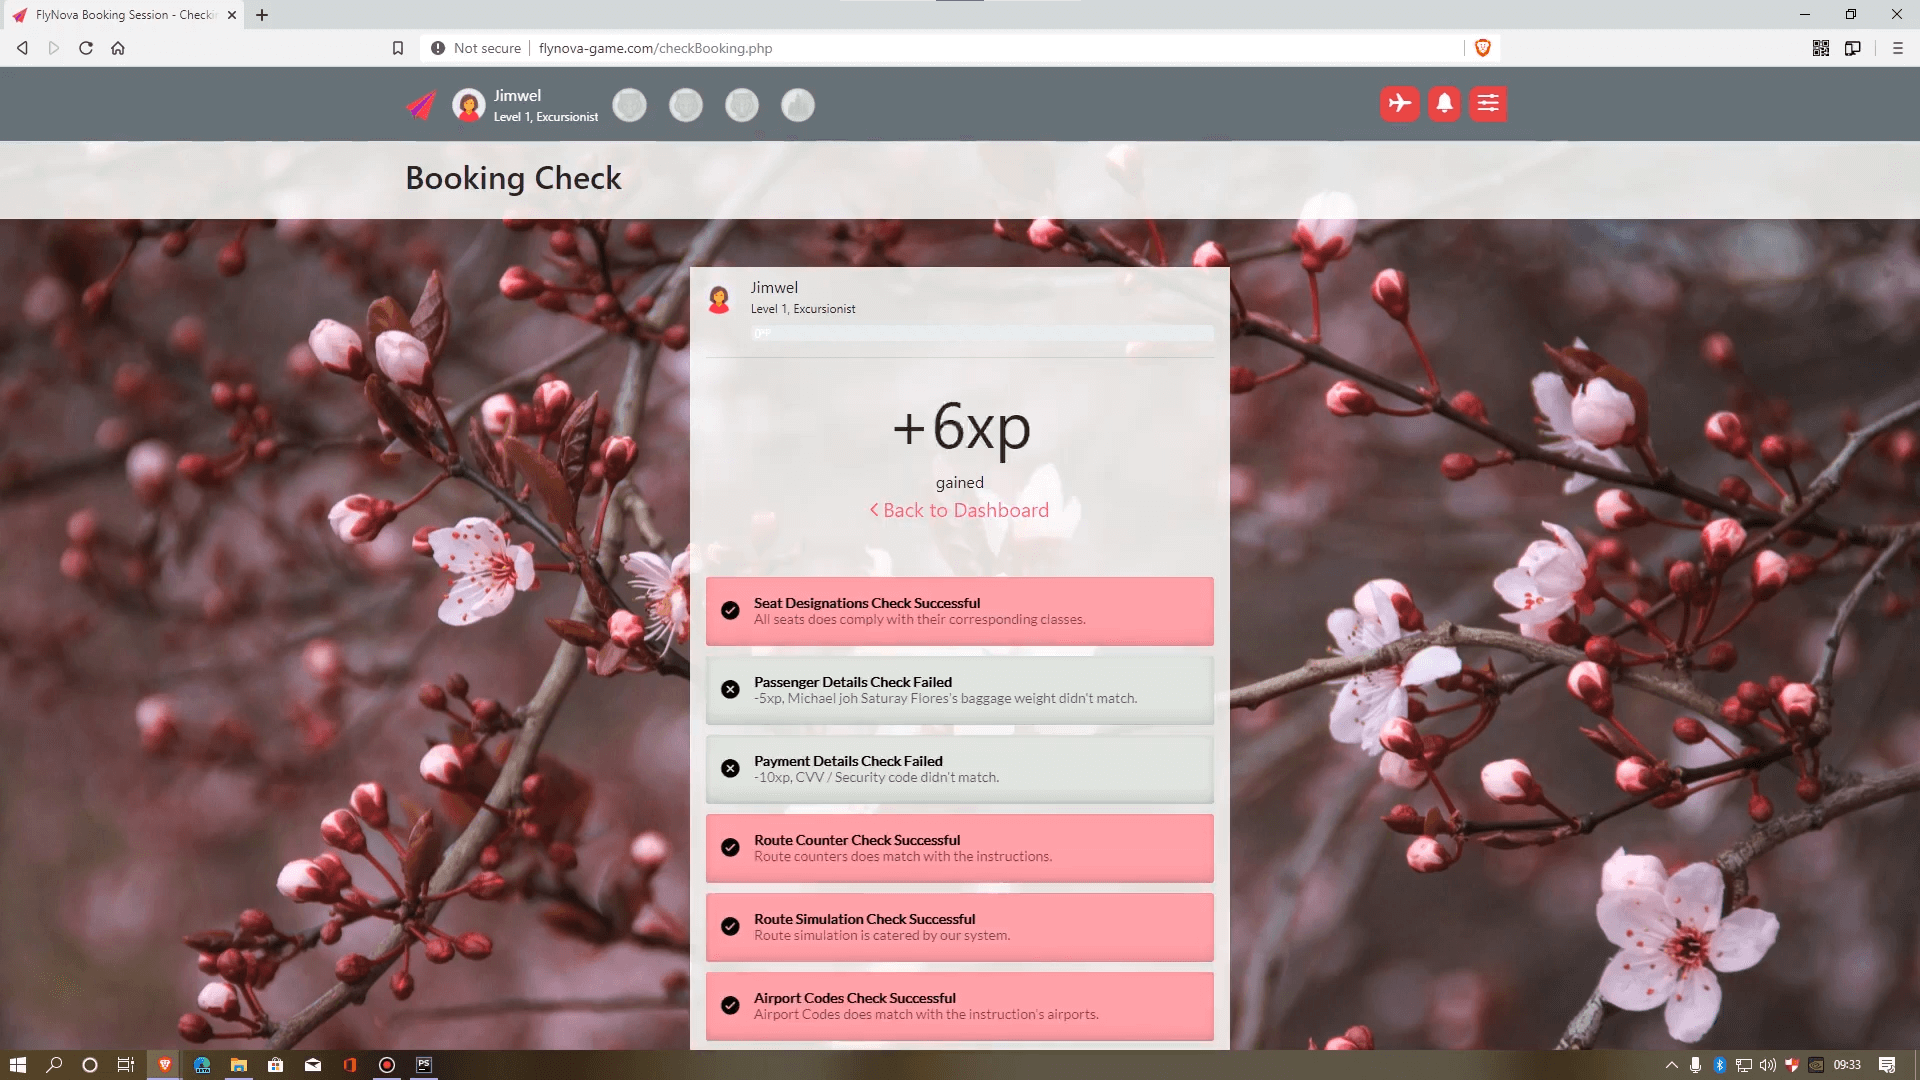 FlyNova Booking Session - Checkin
Not secure
flynova-game.com/checkBooking.php
Jimwel
Level 1, Excursionist
Booking Check
Jimwel
Level 1, Excursionist
+6xp
gained
Back to Dashboard
Seat Designations Check Successful
All seats does comply with their corresponding classes.
Passenger Details Check Failed
-5xp, Michael joh Saturay Flores's baggage weight didn't match.
Payment Details Check Failed
-10xp, CVV / Security code didn't match.
Route Counter Check Successful
Route counters does match with the instructions.
Route Simulation Check Successful
Route simulation is catered by our system.
Airport Codes Check Successful
Airport Codes does match with the instruction's airports.
PS
09:33